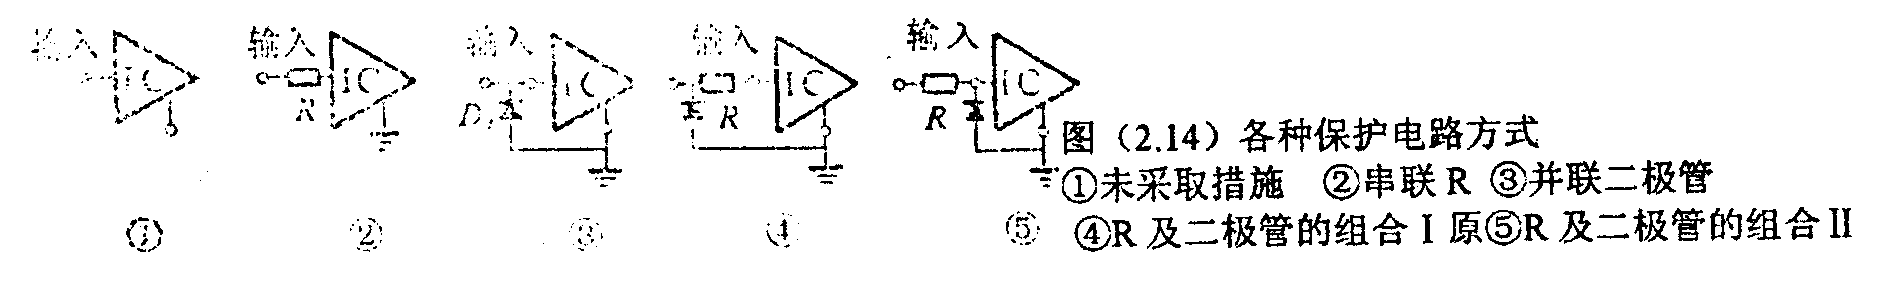 输入 输入 输入 输入 输入
IC IC IC IC IC
R D R R
图（2.14）各种保护电路方式
①未采取措施 ②串联 R ③并联二极管
① ② ③ ④ ⑤
④R 及二极管的组合 I 原⑤R 及二极管的组合 II